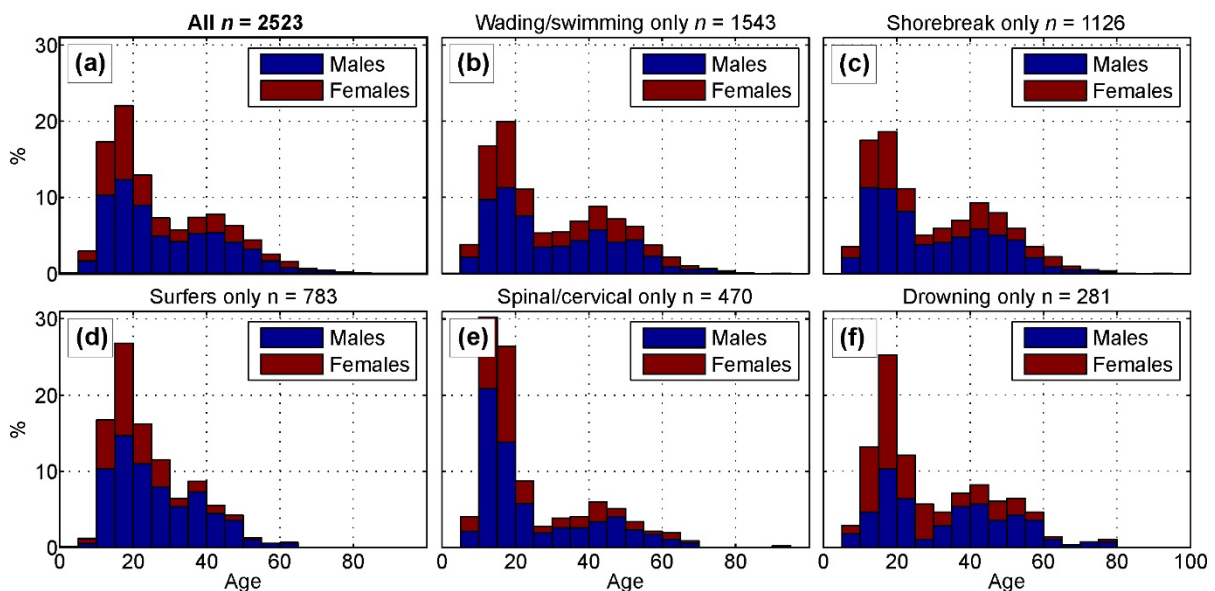 All n = 2523
Wading/swimming only n = 1543
Shorebreak only n = 1126
30
20
10
0
%
(a)
Males
Females
(b)
Males
Females
(c)
Males
Females
Surfers only n = 783
Spinal/cervical only n = 470
Drowning only n = 281
30
20
10
0
%
(d)
Males
Females
(e)
Males
Females
(f)
Males
Females
0 20 40 60 80
0 20 40 60 80
0 20 40 60 80 100
Age
Age
Age